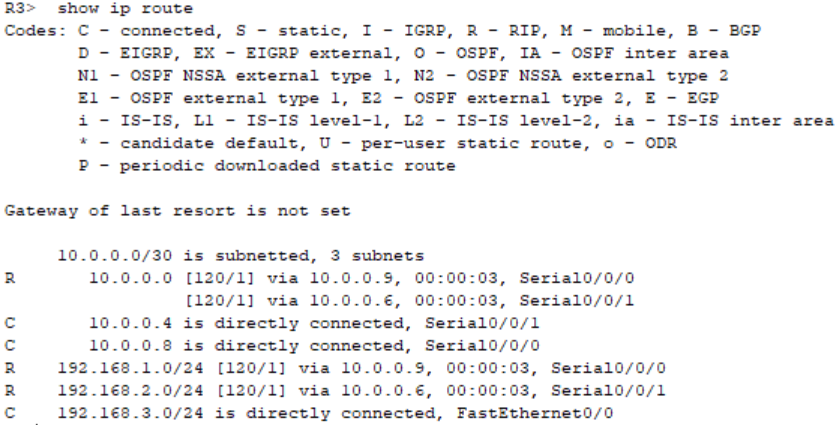 R3>  show ip route
Codes: C - connected, S - static, I - IGRP, R - RIP, M - mobile, B - BGP
       D - EIGRP, EX - EIGRP external, O - OSPF, IA - OSPF inter area
       N1 - OSPF NSSA external type 1, N2 - OSPF NSSA external type 2
       E1 - OSPF external type 1, E2 - OSPF external type 2, E - EGP
       i - IS-IS, L1 - IS-IS level-1, L2 - IS-IS level-2, ia - IS-IS inter area
       * - candidate default, U - per-user static route, o - ODR
       P - periodic downloaded static route

Gateway of last resort is not set

     10.0.0.0/30 is subnetted, 3 subnets
R       10.0.0.0 [120/1] via 10.0.0.9, 00:00:03, Serial0/0/0
                 [120/1] via 10.0.0.6, 00:00:03, Serial0/0/1
C       10.0.0.4 is directly connected, Serial0/0/1
C       10.0.0.8 is directly connected, Serial0/0/0
R    192.168.1.0/24 [120/1] via 10.0.0.9, 00:00:03, Serial0/0/0
R    192.168.2.0/24 [120/1] via 10.0.0.6, 00:00:03, Serial0/0/1
C    192.168.3.0/24 is directly connected, FastEthernet0/0